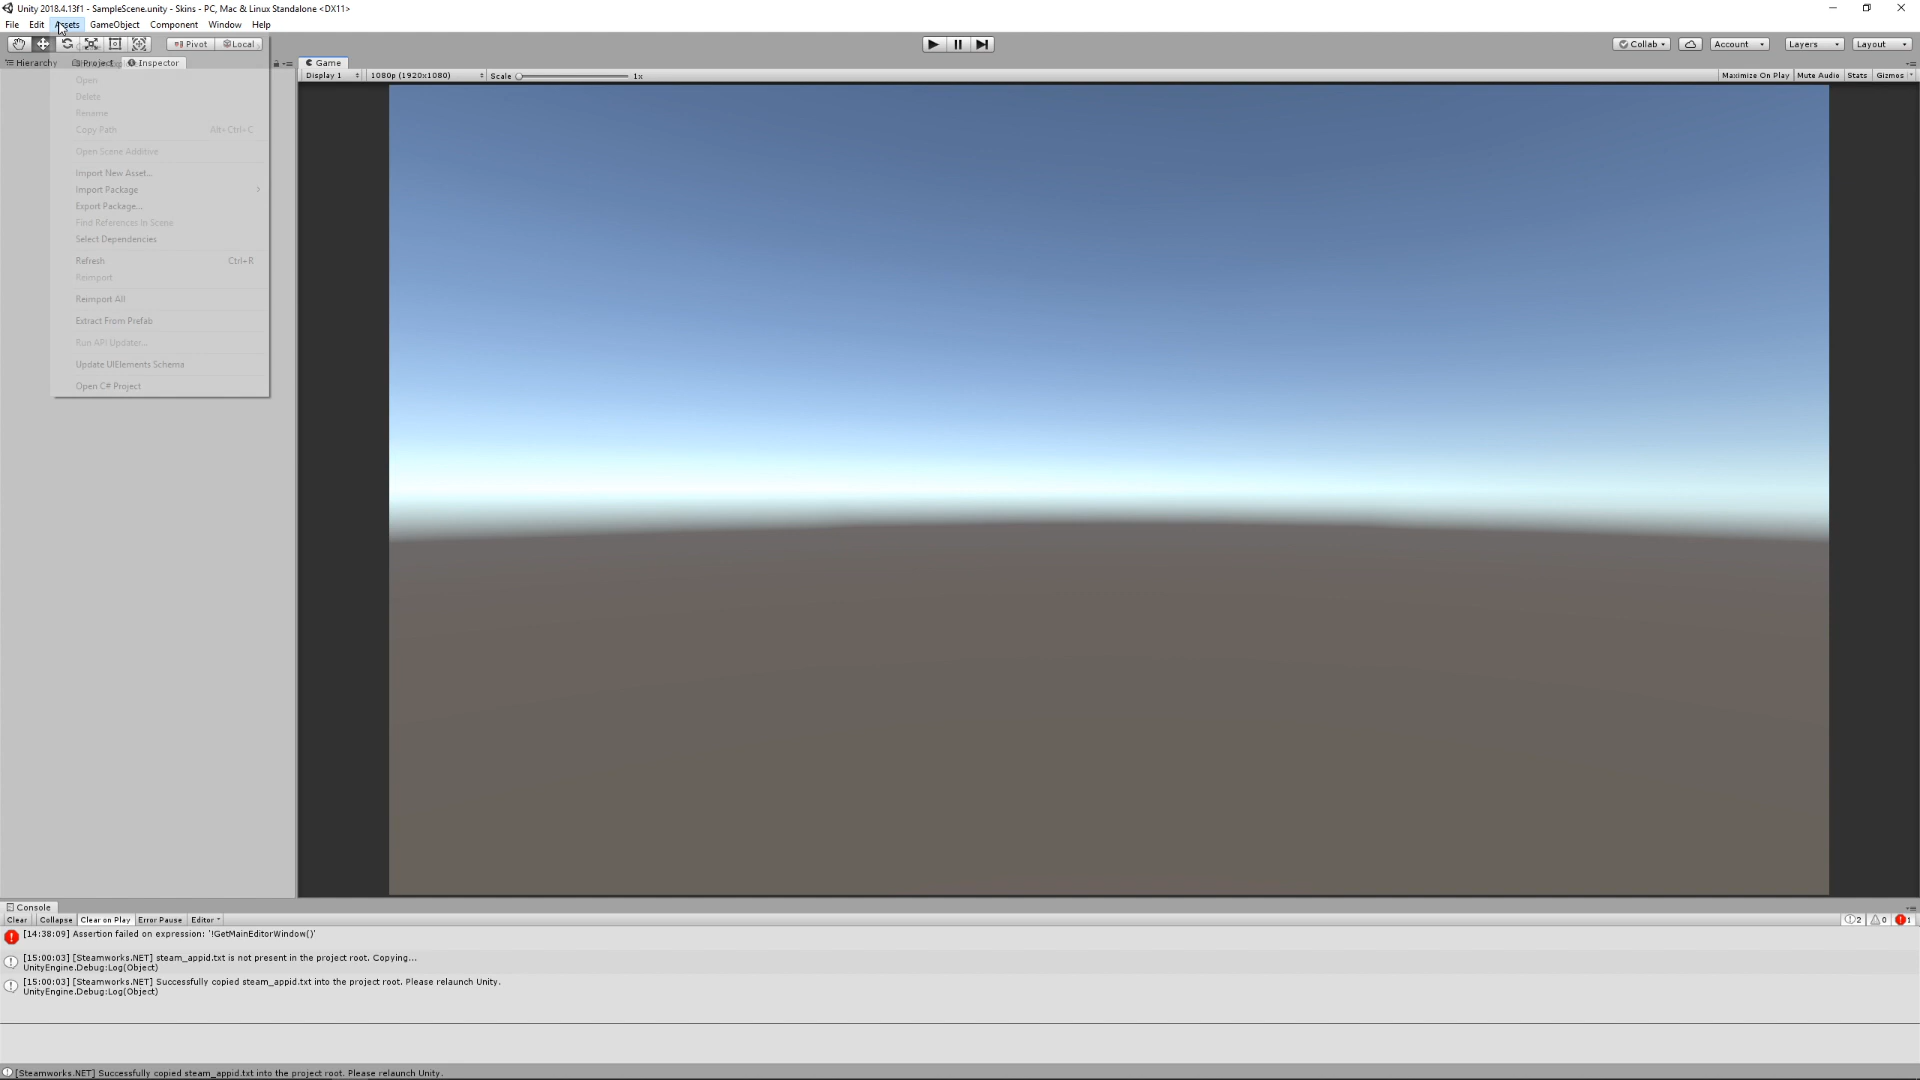 Unity 2018.4.13f1 - SampleScene.unity - Skins - PC, Mac & Linux Standalone <DX11>
File Edit Assets GameObject Component Window Help
Pivot Local Collab Account Layers Layout
Hierarchy Project Inspector Game
Display 1 1080p (1920x1080) Scale 1x Maximize On Play Mute Audio Stats Gizmos
Open
Delete
Rename
Copy Path Alt+Ctrl+C
Open Scene Additive
Import New Asset...
Import Package
Export Package...
Find References In Scene
Select Dependencies
Refresh Ctrl+R
Reimport
Reimport All
Extract From Prefab
Run API Updater...
Update UIElements Schema
Open C# Project
Console
Clear Collapse Clear on Play Error Pause Editor 2 0 1
[14:38:09] Assertion failed on expression: '!GetMainEditorWindow()'
[15:00:03] [Steamworks.NET] steam_appid.txt is not present in the project root. Copying...
UnityEngine.Debug:Log(Object)
[15:00:03] [Steamworks.NET] Successfully copied steam_appid.txt into the project root. Please relaunch Unity.
UnityEngine.Debug:Log(Object)
[Steamworks.NET] Successfully copied steam_appid.txt into the project root. Please relaunch Unity.